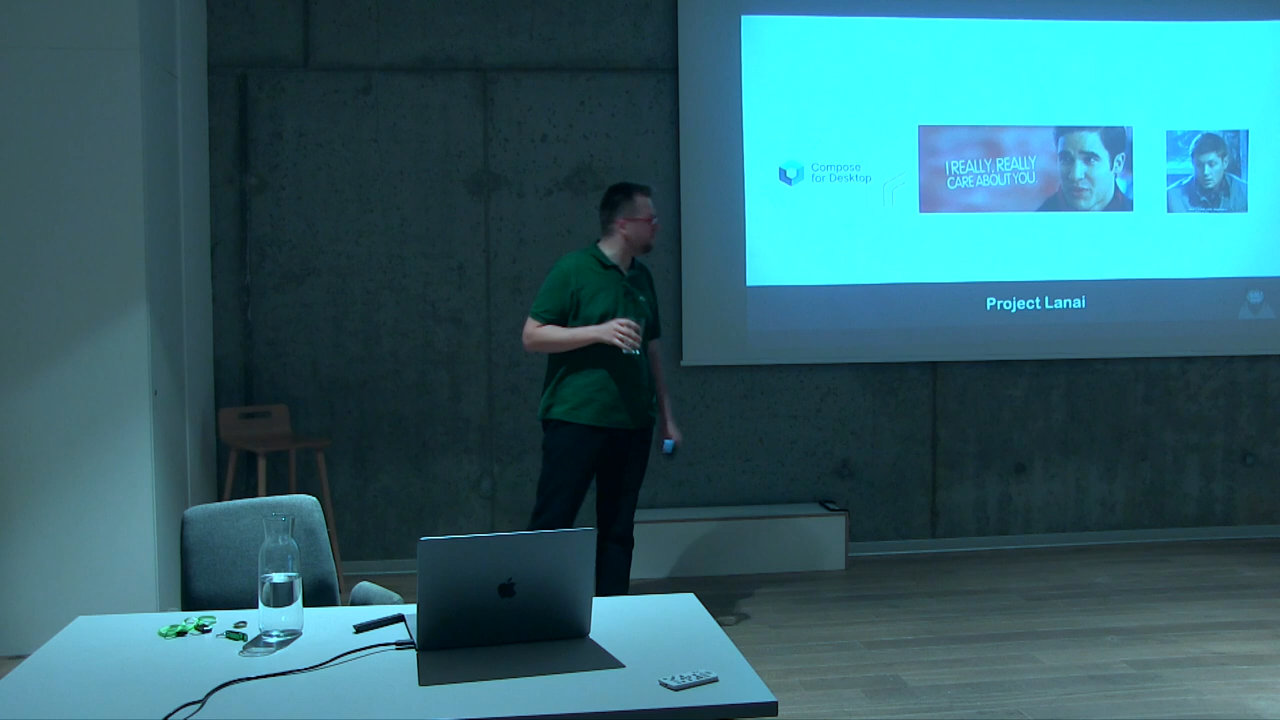 Compose
for Desktop
I REALLY, REALLY
CARE ABOUT YOU
Project Lanai